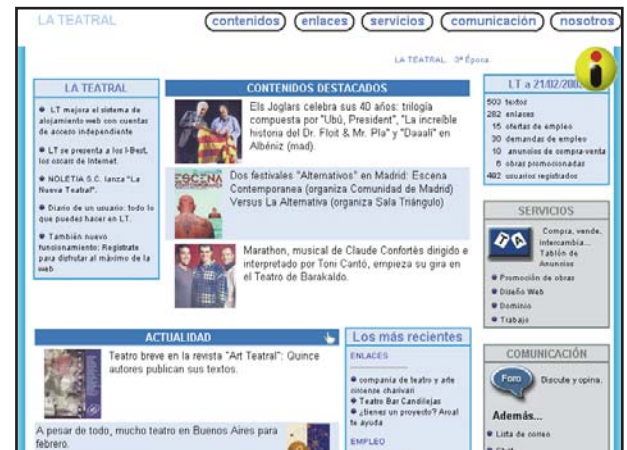 LA TEATRAL
contenidos enlaces servicios comunicación nosotros
LA TEATRAL 3ª Época
LA TEATRAL
LT mejora el sistema de
alojamiento web con cuentas
de acceso independiente
LT se presenta a los I-Best,
los oscars de Internet.
NOLETIA S.C. lanza "La
Nueva Teatral".
Diario de un usuario: todo lo
que puedes hacer en LT.
También nuevo
funcionamiento: Regístrate
para disfrutar al máximo de la
web
CONTENIDOS DESTACADOS
Els Joglars celebra sus 40 años: trilogía
compuesta por "Ubú, President", "La increíble
historia del Dr. Floit & Mr. Pla" y "Daaalí" en
Albéniz (mad).
ESCENA
Dos festivales "Alternativos" en Madrid: Escena
Contemporanea (organiza Comunidad de Madrid)
Versus La Alternativa (organiza Sala Triángulo)
Marathon, musical de Claude Confortès dirigido e
interpretado por Toni Cantó, empieza su gira en
el Teatro de Barakaldo.
ACTUALIDAD
Teatro breve en la revista "Art Teatral": Quince
autores publican sus textos.
A pesar de todo, mucho teatro en Buenos Aires para
febrero.
Los más recientes
ENLACES
compania de teatro y arte
circense charivari
Teatro Bar Candilejas
¿tienes un proyecto? Aroal
te ayuda
EMPLEO
LT a 21/02/200
503 textos
282 enlaces
15 ofertas de empleo
30 demandas de empleo
10 anuncios de compra-venta
6 obras promocionadas
492 usuarios registrados
SERVICIOS
Compra, vende,
intercambia...
Tablón de
Anuncios
Promoción de obras
Diseño Web
Dominio
Trabajo
COMUNICACIÓN
Foro
Discute y opina.
Además...
Lista de correo